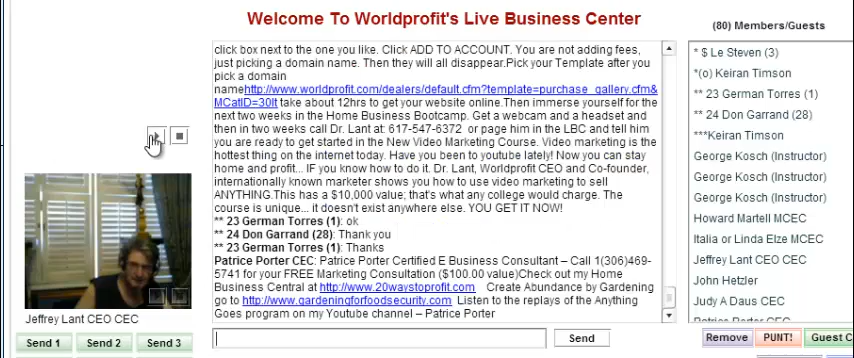 Welcome To Worldprofit's Live Business Center
(80) Members/Guests
click box next to the one you like. Click ADD TO ACCOUNT. You are not adding fees,
just picking a domain name. Then they will all disappear.Pick your Template after you
pick a domain
namehttp://www.worldprofit.com/dealers/default.cfm?template=purchase_gallery.cfm&
MCatID=30It take about 12hrs to get your website online.Then immerse yourself for the
next two weeks in the Home Business Bootcamp. Get a webcam and a headset and
then in two weeks call Dr. Lant at: 617-547-6372  or page him in the LBC and tell him
you are ready to get started in the New Video Marketing Course. Video marketing is the
hottest thing on the internet today. Have you been to youtube lately! Now you can stay
home and profit... IF you know how to do it. Dr. Lant, Worldprofit CEO and Co-founder,
internationally known marketer shows you how to use video marketing to sell
ANYTHING.This has a $10,000 value; that's what any college would charge. The
course is unique... it doesn't exist anywhere else. YOU GET IT NOW!
** 23 German Torres (1): ok
** 24 Don Garrand (28): Thank you
** 23 German Torres (1): Thanks
Patrice Porter CEC: Patrice Porter Certified E Business Consultant – Call 1(306)469-
5741 for your FREE Marketing Consultation ($100.00 value)Check out my Home
Business Central at http://www.20waystoprofit.com   Create Abundance by Gardening
go to http://www.gardeningforfoodsecurity.com  Listen to the replays of the Anything
Goes program on my Youtube channel – Patrice Porter
* $ Le Steven (3)
*(o) Keiran Timson
** 23 German Torres (1)
** 24 Don Garrand (28)
***Keiran Timson
George Kosch (Instructor)
George Kosch (Instructor)
George Kosch (Instructor)
Howard Martell MCEC
Italia or Linda Elze MCEC
Jeffrey Lant CEO CEC
John Hetzler
Judy A Daus CEC
Patrice Porter CEC
Jeffrey Lant CEO CEC
Send 1
Send 2
Send 3
Send
Remove
PUNT!
Guest C